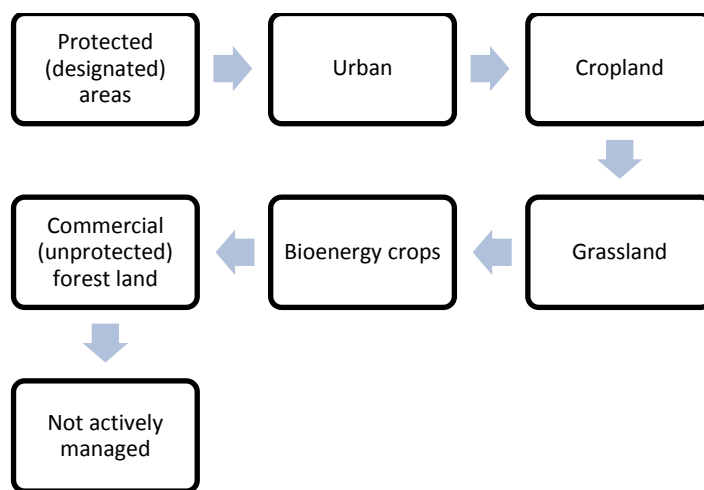 Protected
(designated)
areas
Urban
Cropland
Grassland
Bioenergy crops
Commercial
(unprotected)
forest land
Not actively
managed